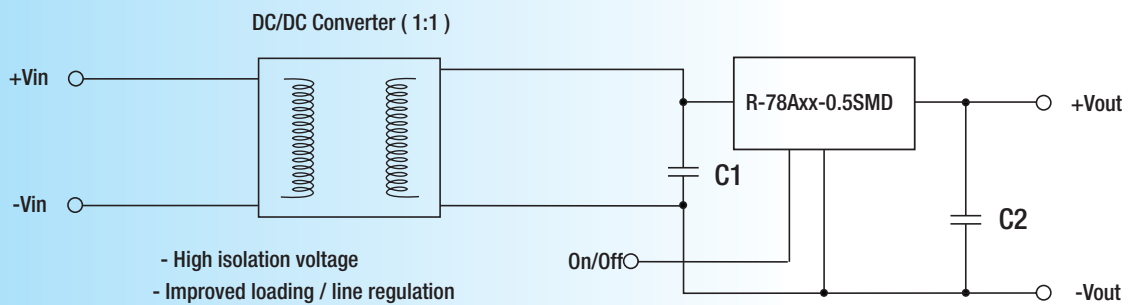 DC/DC Converter ( 1:1 )
+Vin
R-78Axx-0.5SMD
+Vout
C1
-Vin
C2
- High isolation voltage
On/Off
- Improved loading / line regulation
-Vout